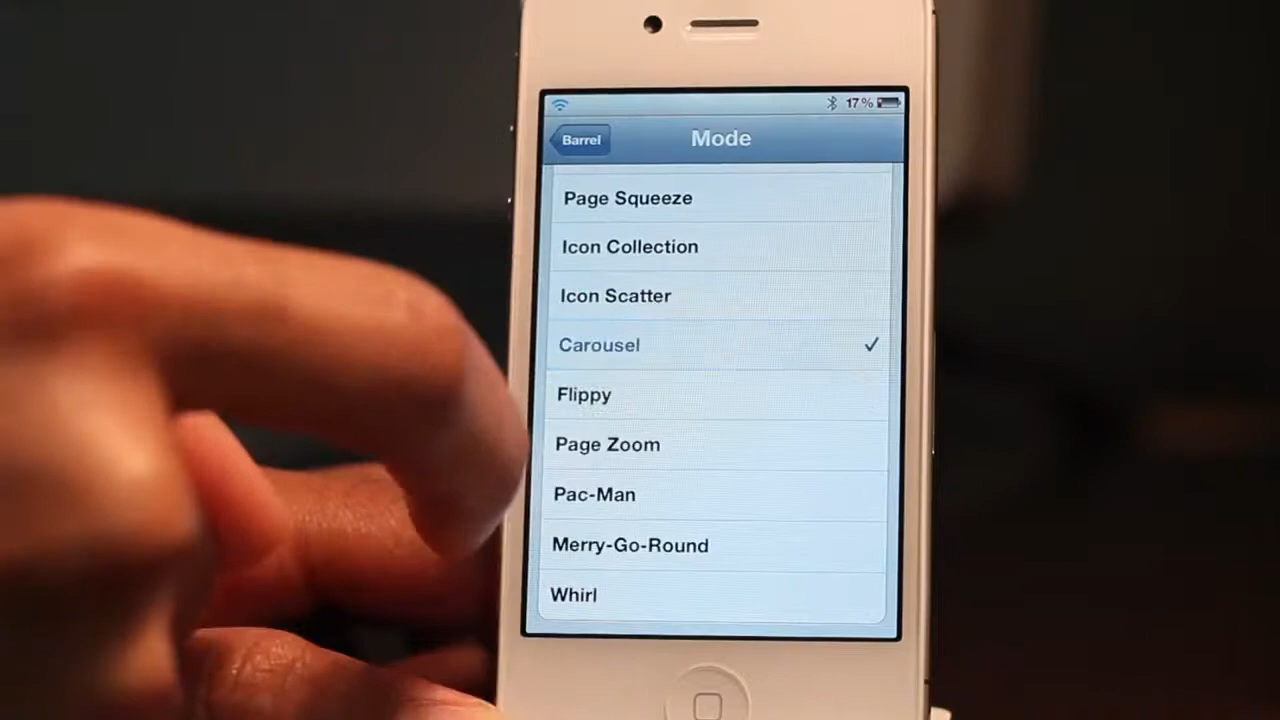 17%
Barrel
Mode
Page Squeeze
Icon Collection
Icon Scatter
Carousel
Flippy
Page Zoom
Pac-Man
Merry-Go-Round
Whirl